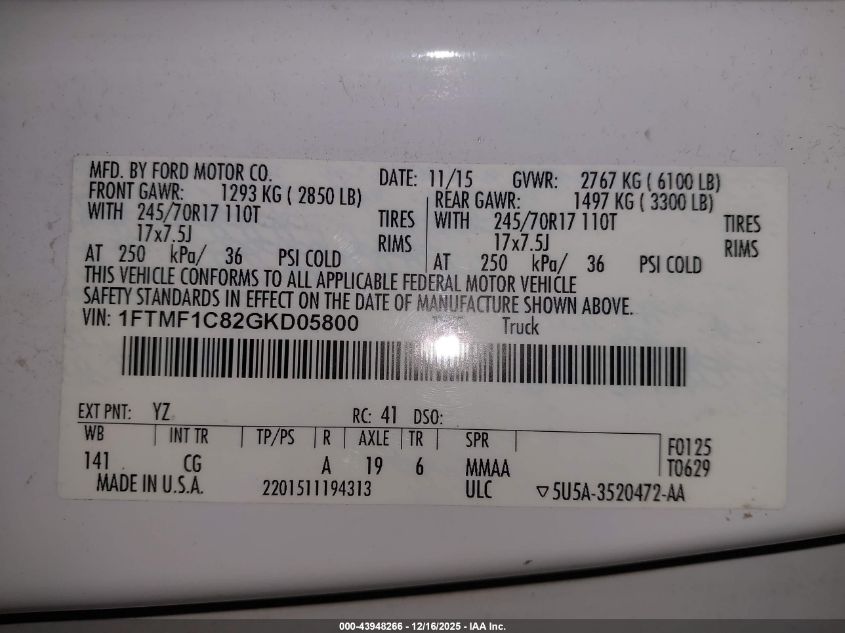 MFD. BY FORD MOTOR CO. DATE: 11/15 GVWR: 2767 KG ( 6100 LB)
FRONT GAWR: 1293 KG ( 2850 LB) REAR GAWR: 1497 KG ( 3300 LB)
WITH 245/70R17 110T TIRES WITH 245/70R17 110T TIRES
17x7.5J RIMS 17x7.5J RIMS
AT 250 kPa/ 36 PSI COLD AT 250 kPa/ 36 PSI COLD
THIS VEHICLE CONFORMS TO ALL APPLICABLE FEDERAL MOTOR VEHICLE
SAFETY STANDARDS IN EFFECT ON THE DATE OF MANUFACTURE SHOWN ABOVE.
VIN: 1FTMF1C82GKD05800 Truck
EXT PNT: YZ RC: 41 DSO:
WB INT TR TP/PS R AXLE TR SPR F0125
141 CG A 19 6 MMAA T0629
MADE IN U.S.A. 2201511194313 ULC ▽5U5A-3520472-AA
000-43948266 - 12/16/2025 - IAA Inc.